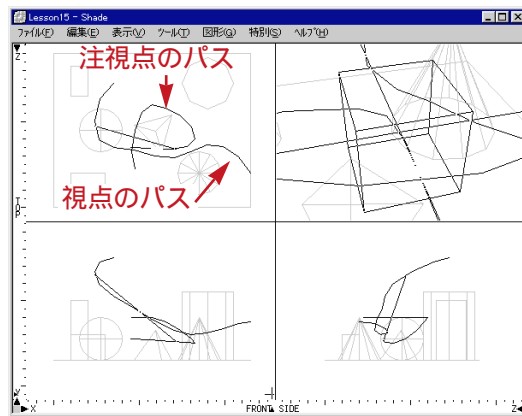 Lesson15 - Shade
ファイル(F) 編集(E) 表示(V) ツール(T) 図形(G) 特別(S) ヘルプ(H)
Z
注視点のパス
視点のパス
TOP
Y
X
FRONT SIDE
Z